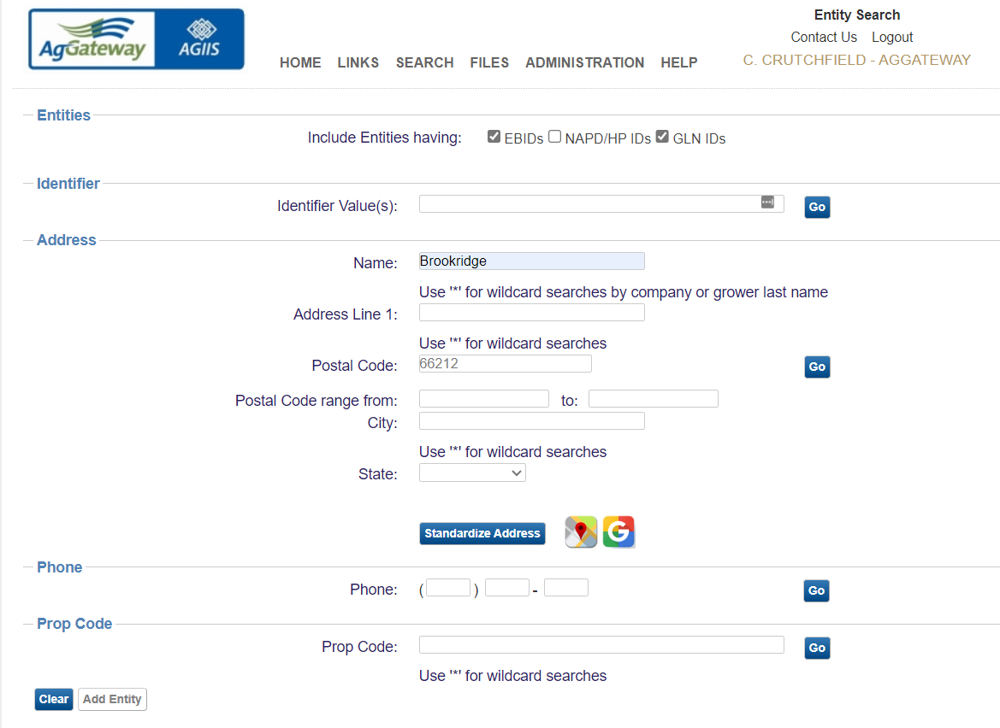 AgGateway AGIIS
Entity Search
Contact Us Logout
HOME LINKS SEARCH FILES ADMINISTRATION HELP
C. CRUTCHFIELD - AGGATEWAY
Entities
Include Entities having: EBIDs NAPD/HP IDs GLN IDs
Identifier
Identifier Value(s): Go
Address
Name: Brookridge
Use '*' for wildcard searches by company or grower last name
Address Line 1:
Use '*' for wildcard searches
Postal Code: 66212 Go
Postal Code range from: to:
City:
Use '*' for wildcard searches
State:
Standardize Address G
Phone
Phone: ( ) - Go
Prop Code
Prop Code: Go
Use '*' for wildcard searches
Clear Add Entity